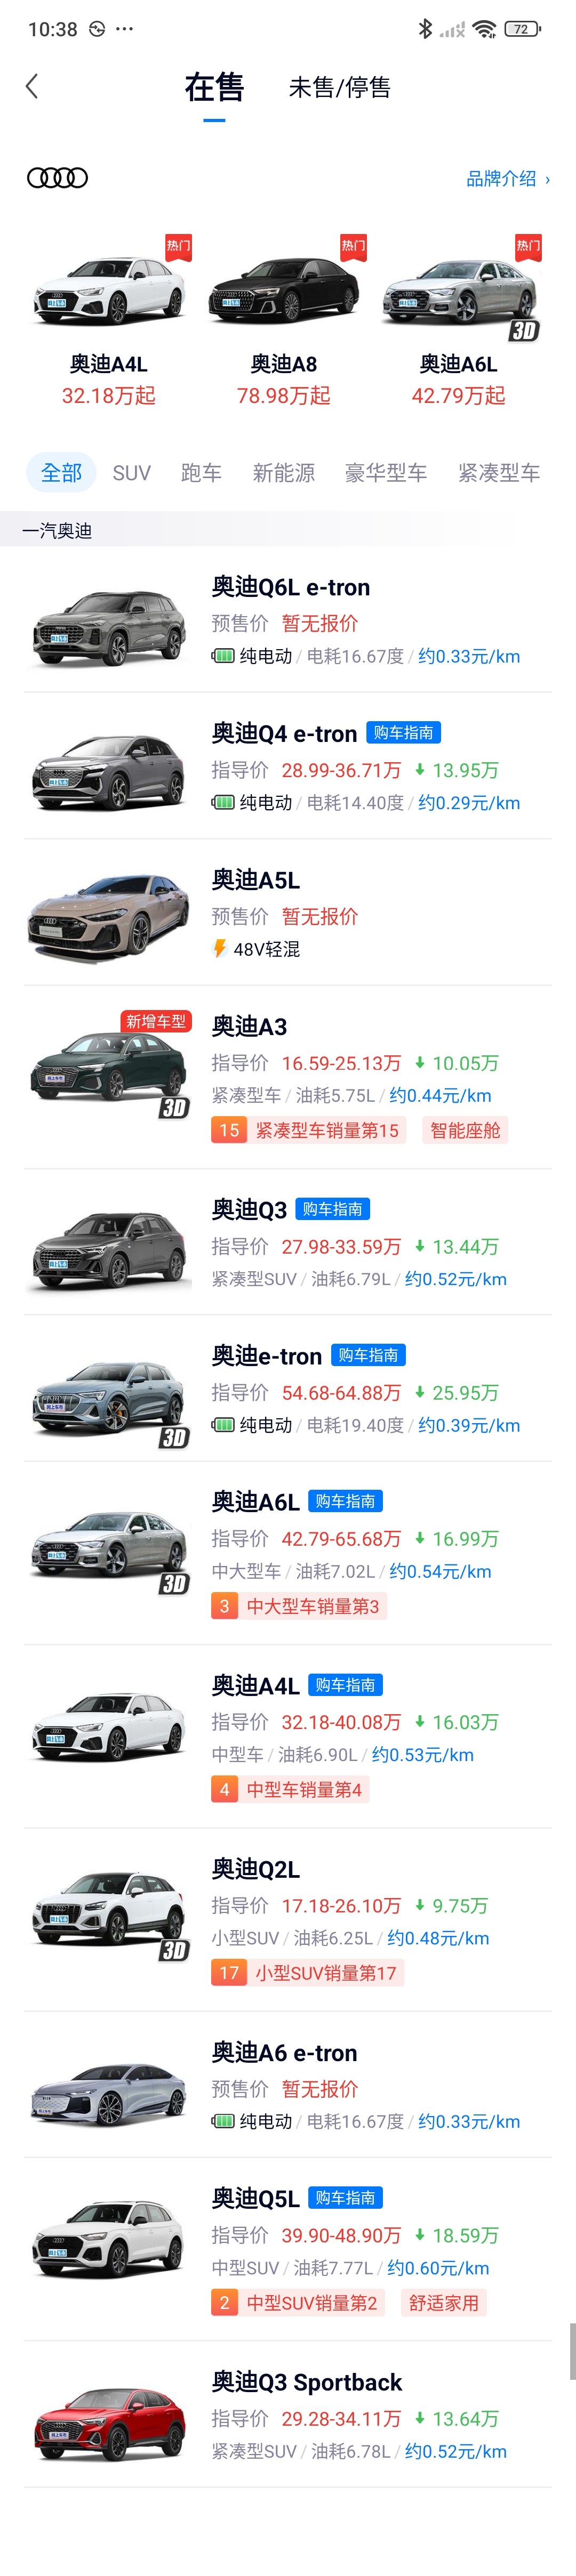 10:38
72
在售 未售/停售
品牌介绍 ›
热门 热门 热门
3D
奥迪A4L 奥迪A8 奥迪A6L
32.18万起 78.98万起 42.79万起
全部 SUV 跑车 新能源 豪华型车 紧凑型车
一汽奥迪
奥迪Q6L e-tron
预售价 暂无报价
纯电动 / 电耗16.67度 / 约0.33元/km
奥迪Q4 e-tron 购车指南
指导价 28.99-36.71万 13.95万
纯电动 / 电耗14.40度 / 约0.29元/km
奥迪A5L
预售价 暂无报价
48V轻混
新增车型
奥迪A3
指导价 16.59-25.13万 10.05万
紧凑型车 / 油耗5.75L / 约0.44元/km
3D
15 紧凑型车销量第15 智能座舱
奥迪Q3 购车指南
指导价 27.98-33.59万 13.44万
紧凑型SUV / 油耗6.79L / 约0.52元/km
奥迪e-tron 购车指南
指导价 54.68-64.88万 25.95万
纯电动 / 电耗19.40度 / 约0.39元/km
3D
奥迪A6L 购车指南
指导价 42.79-65.68万 16.99万
中大型车 / 油耗7.02L / 约0.54元/km
3D
3 中大型车销量第3
奥迪A4L 购车指南
指导价 32.18-40.08万 16.03万
中型车 / 油耗6.90L / 约0.53元/km
4 中型车销量第4
奥迪Q2L
指导价 17.18-26.10万 9.75万
小型SUV / 油耗6.25L / 约0.48元/km
3D
17 小型SUV销量第17
奥迪A6 e-tron
预售价 暂无报价
纯电动 / 电耗16.67度 / 约0.33元/km
奥迪Q5L 购车指南
指导价 39.90-48.90万 18.59万
中型SUV / 油耗7.77L / 约0.60元/km
2 中型SUV销量第2 舒适家用
奥迪Q3 Sportback
指导价 29.28-34.11万 13.64万
紧凑型SUV / 油耗6.78L / 约0.52元/km